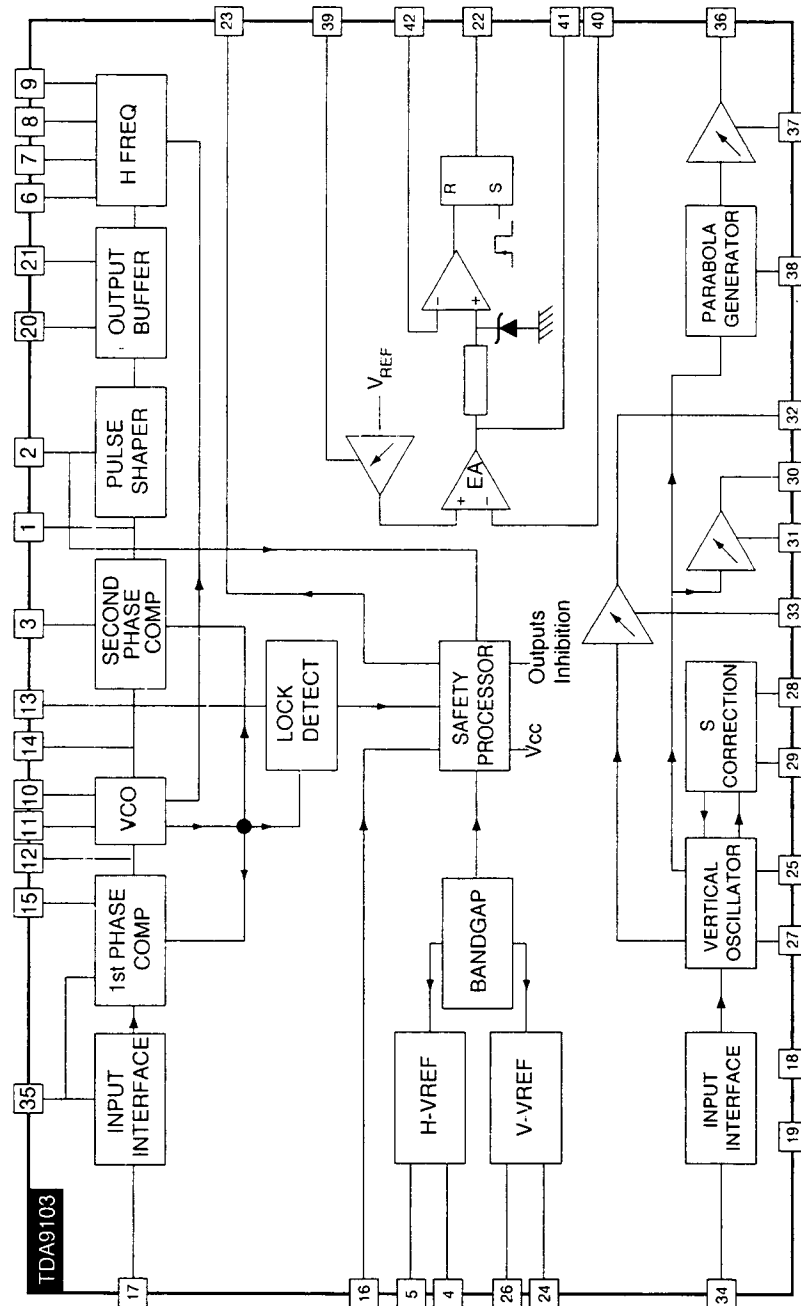 TDA9103
35
15
12
11
10
14
13
3
1
2
20
21
6
7
8
9
17
INPUT
INTERFACE
1st PHASE
COMP
VCO
SECOND
PHASE
COMP
PULSE
SHAPER
OUTPUT
BUFFER
H FREQ
23
LOCK
DETECT
39
42
22
41
40
VREF
EA
+
-
-
+
R
S
16
5
4
26
24
H-VREF
V-VREF
BANDGAP
SAFETY
PROCESSOR
Vcc
Outputs
Inhibition
34
INPUT
INTERFACE
VERTICAL
OSCILLATOR
S
CORRECTION
PARABOLA
GENERATOR
36
19
18
27
25
29
28
33
31
30
32
38
37